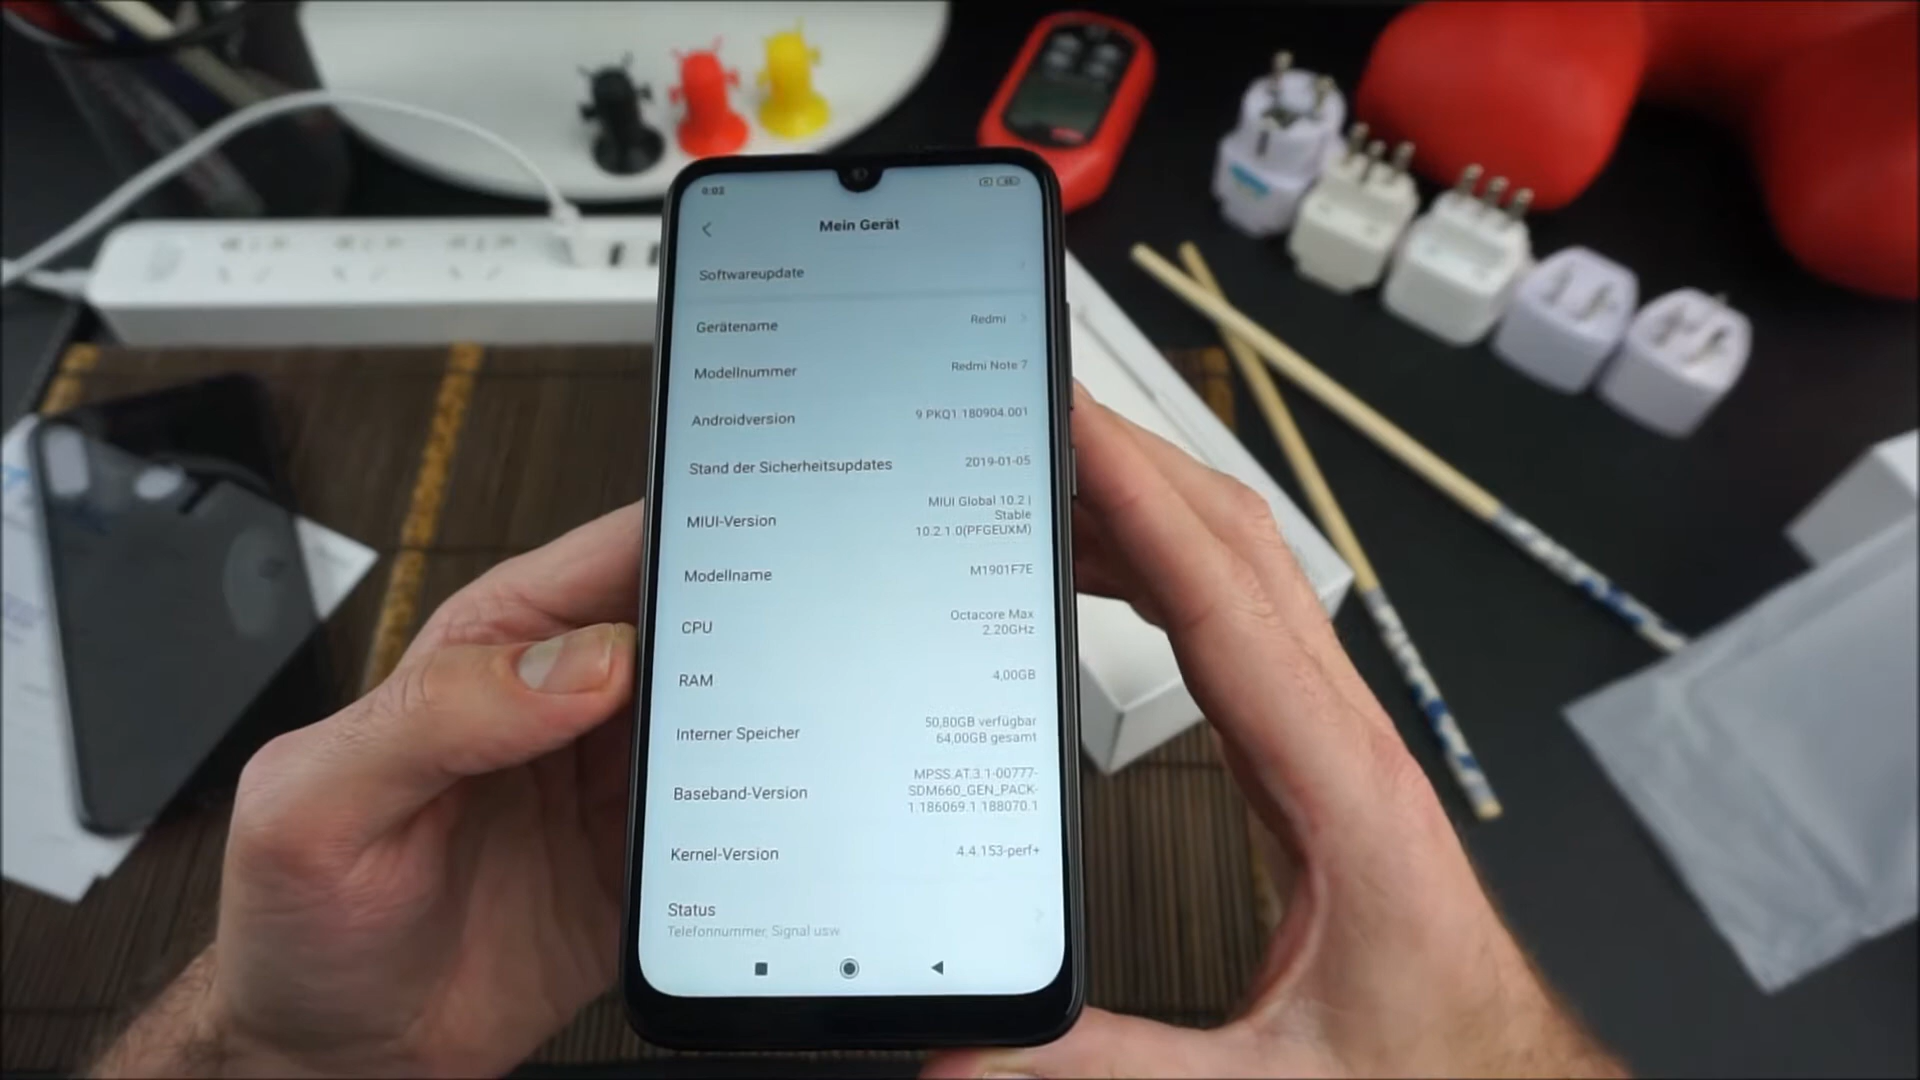 0:02
Mein Gerät
Softwareupdate
Gerätename
Redmi
Modellnummer
Redmi Note 7
Androidversion
9 PKQ1.180904.001
Stand der Sicherheitsupdates
2019-01-05
MIUI-Version
MIUI Global 10.2 |
Stable
10.2.1.0(PFGEUXM)
Modellname
M1901F7E
CPU
Octacore Max
2.20GHz
RAM
4,00GB
Interner Speicher
50,80GB verfügbar
64,00GB gesamt
Baseband-Version
MPSS.AT.3.1-00777-
SDM660_GEN_PACK-
1.186069.1.188070.1
Kernel-Version
4.4.153-perf+
Status
Telefonnummer, Signal usw.